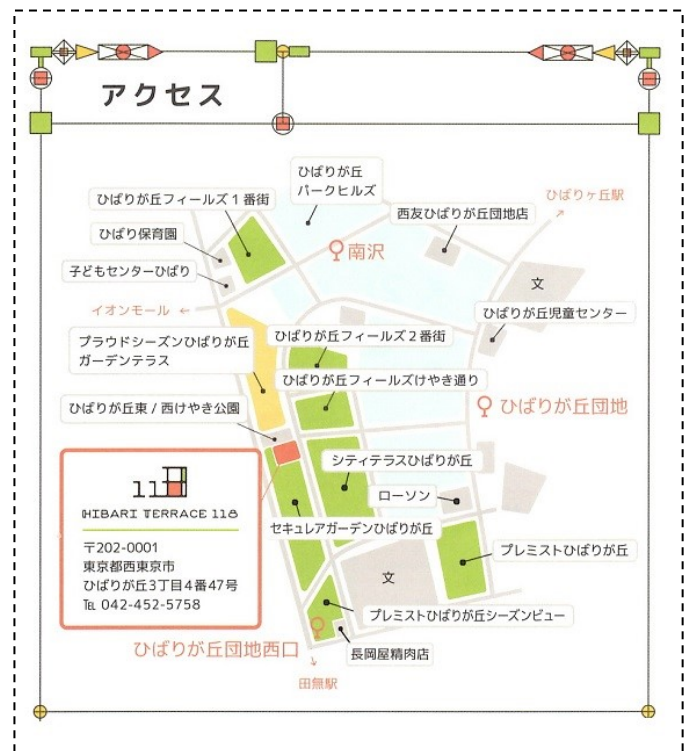 アクセス
ひばりが丘
パークヒルズ
ひばりが丘フィールズ1番街
ひばりヶ丘駅
西友ひばりが丘団地店
ひばり保育園
南沢
子どもセンターひばり
文
イオンモール ←
ひばりが丘児童センター
プラウドシーズンひばりが丘
ガーデンテラス
ひばりが丘フィールズ2番街
ひばりが丘フィールズけやき通り
ひばりが丘東 / 西けやき公園
ひばりが丘団地
シティテラスひばりが丘
118
HIBARI TERRACE 118
ローソン
セキュレアガーデンひばりが丘
〒202-0001
東京都西東京市
ひばりが丘3丁目4番47号
℡ 042-452-5758
プレミストひばりが丘
文
プレミストひばりが丘シーズンビュー
ひばりが丘団地西口
長岡屋精肉店
田無駅